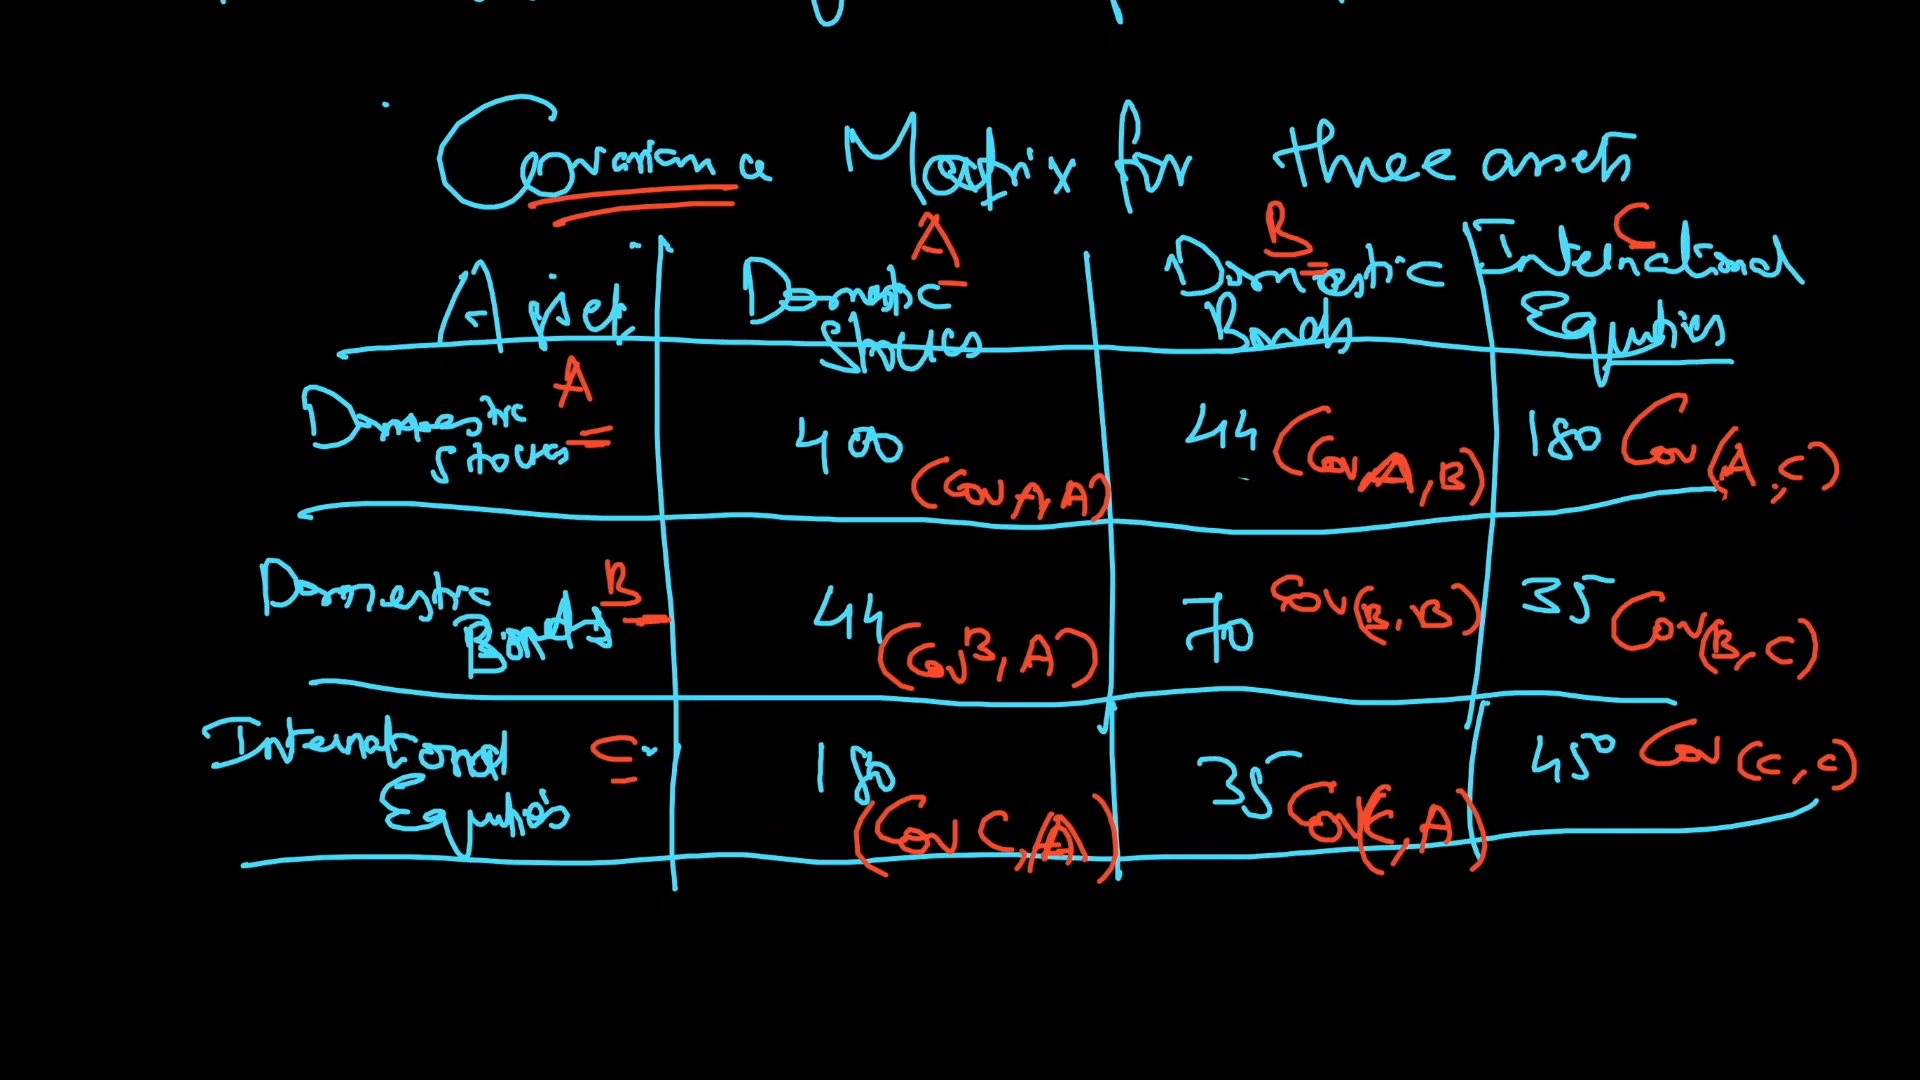 Covariance Matrix for three assets
A B C
Asset Domestic Stocks Domestic Bonds International Equities
Domestic Stocks A 400 (Cov A, A) 44 (Cov A, B) 180 Cov (A, C)
Domestic Bonds B 44 (Cov B, A) 70 Cov (B, B) 35 Cov (B, C)
International Equities C 180 (Cov C, A) 35 Cov (C, A) 450 Cov (C, C)